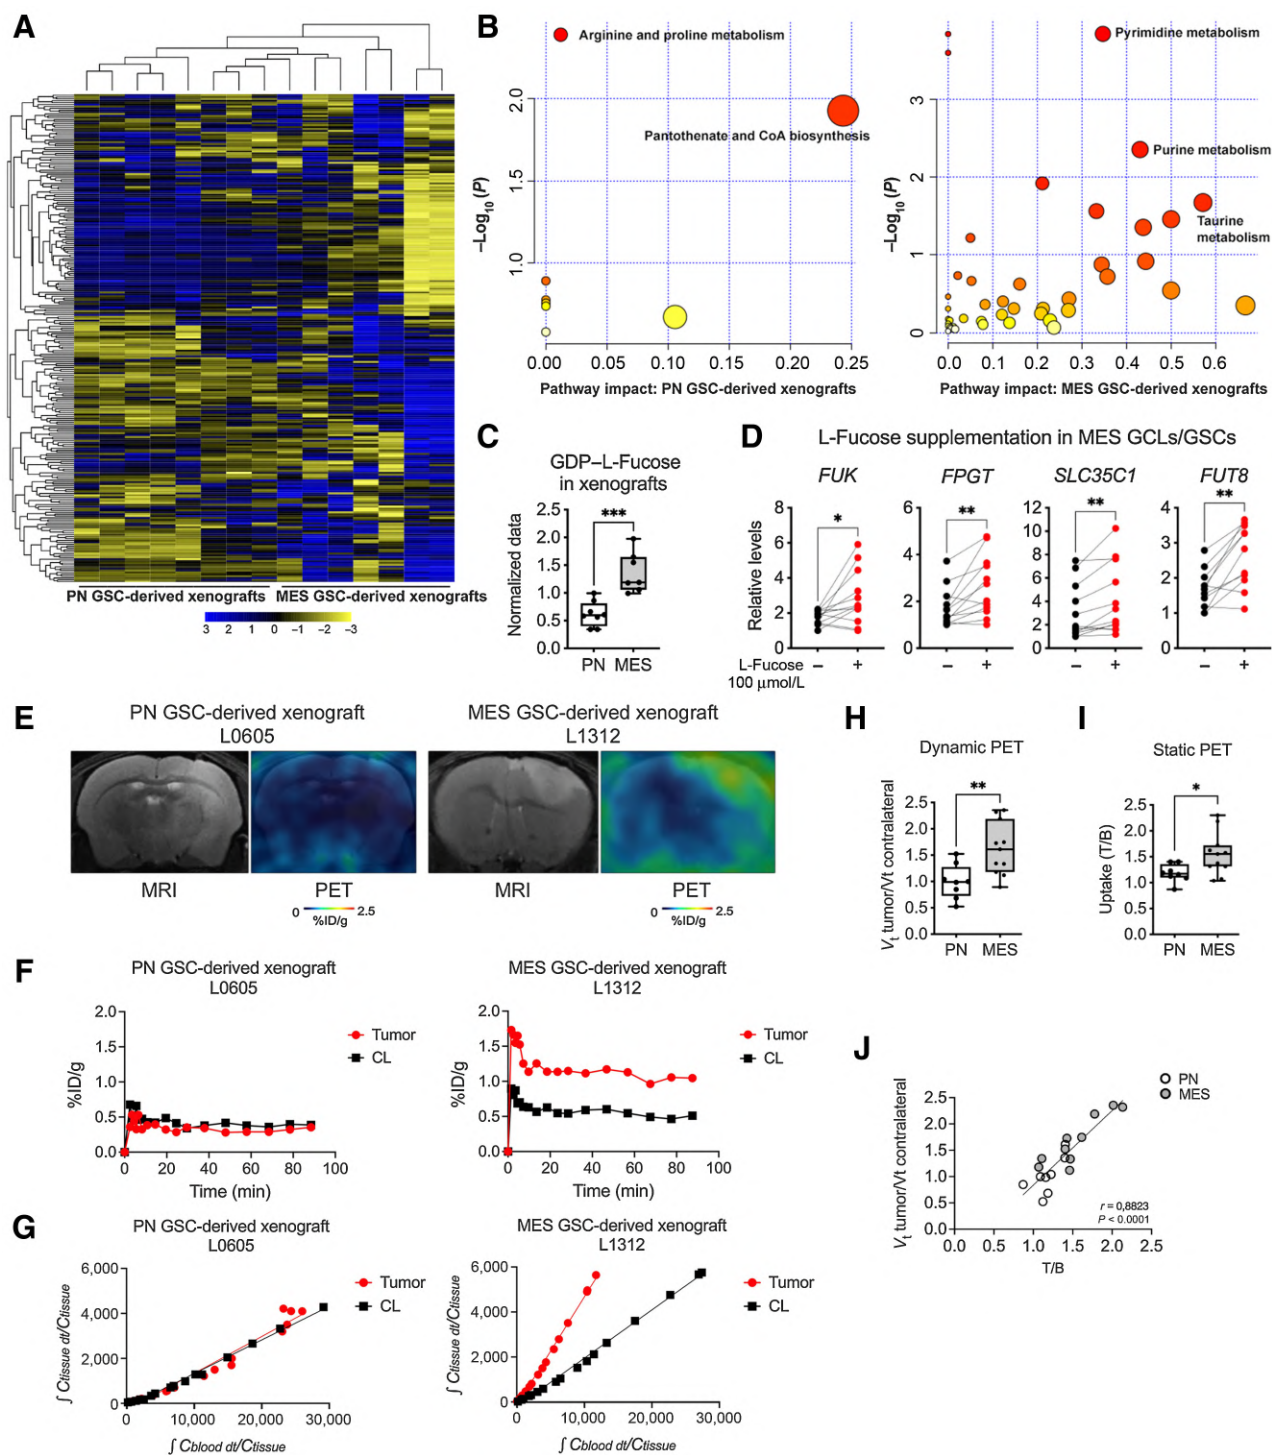 A
PN GSC-derived xenografts MES GSC-derived xenografts
3 2 1 0 −1 −2 −3
B
−Log10 (P)
2.0
1.5
1.0
Arginine and proline metabolism
Pantothenate and CoA biosynthesis
0.00 0.05 0.10 0.15 0.20 0.25
Pathway impact: PN GSC-derived xenografts
−Log10 (P)
3
2
1
0
Pyrimidine metabolism
Purine metabolism
Taurine
metabolism
0.0 0.1 0.2 0.3 0.4 0.5 0.6
Pathway impact: MES GSC-derived xenografts
C
GDP–L-Fucose
in xenografts
Normalized data
2.5
2.0
1.5
1.0
0.5
0.0
***
PN MES
D
L-Fucose supplementation in MES GCLs/GSCs
FUK FPGT SLC35C1 FUT8
Relative levels
8
6
4
2
0
*
6
4
2
0
**
12
10
8
6
4
2
0
**
4
3
2
1
0
**
− + − + − + − +
L-Fucose
100 μmol/L
E
PN GSC-derived xenograft
L0605
MES GSC-derived xenograft
L1312
MRI PET MRI PET
0 2.5
%ID/g
0 2.5
%ID/g
F
PN GSC-derived xenograft
L0605
%ID/g
2.0
1.5
1.0
0.5
0.0
0 20 40 60 80 100
Time (min)
Tumor
CL
MES GSC-derived xenograft
L1312
%ID/g
2.0
1.5
1.0
0.5
0.0
0 20 40 60 80 100
Time (min)
Tumor
CL
G
PN GSC-derived xenograft
L0605
∫ Ctissue dt/Ctissue
6,000
4,000
2,000
0
0 10,000 20,000 30,000
∫ Cblood dt/Ctissue
Tumor
CL
MES GSC-derived xenograft
L1312
∫ Ctissue dt/Ctissue
6,000
4,000
2,000
0
0 10,000 20,000 30,000
∫ Cblood dt/Ctissue
Tumor
CL
H
Dynamic PET
Vt tumor/Vt contralateral
2.5
2.0
1.5
1.0
0.5
0.0
**
PN MES
I
Static PET
Uptake (T/B)
2.5
2.0
1.5
1.0
0.5
0.0
*
PN MES
J
PN
MES
Vt tumor/Vt contralateral
2.5
2.0
1.5
1.0
0.5
0.0
r = 0,8823
P < 0.0001
0.0 0.5 1.0 1.5 2.0 2.5
T/B